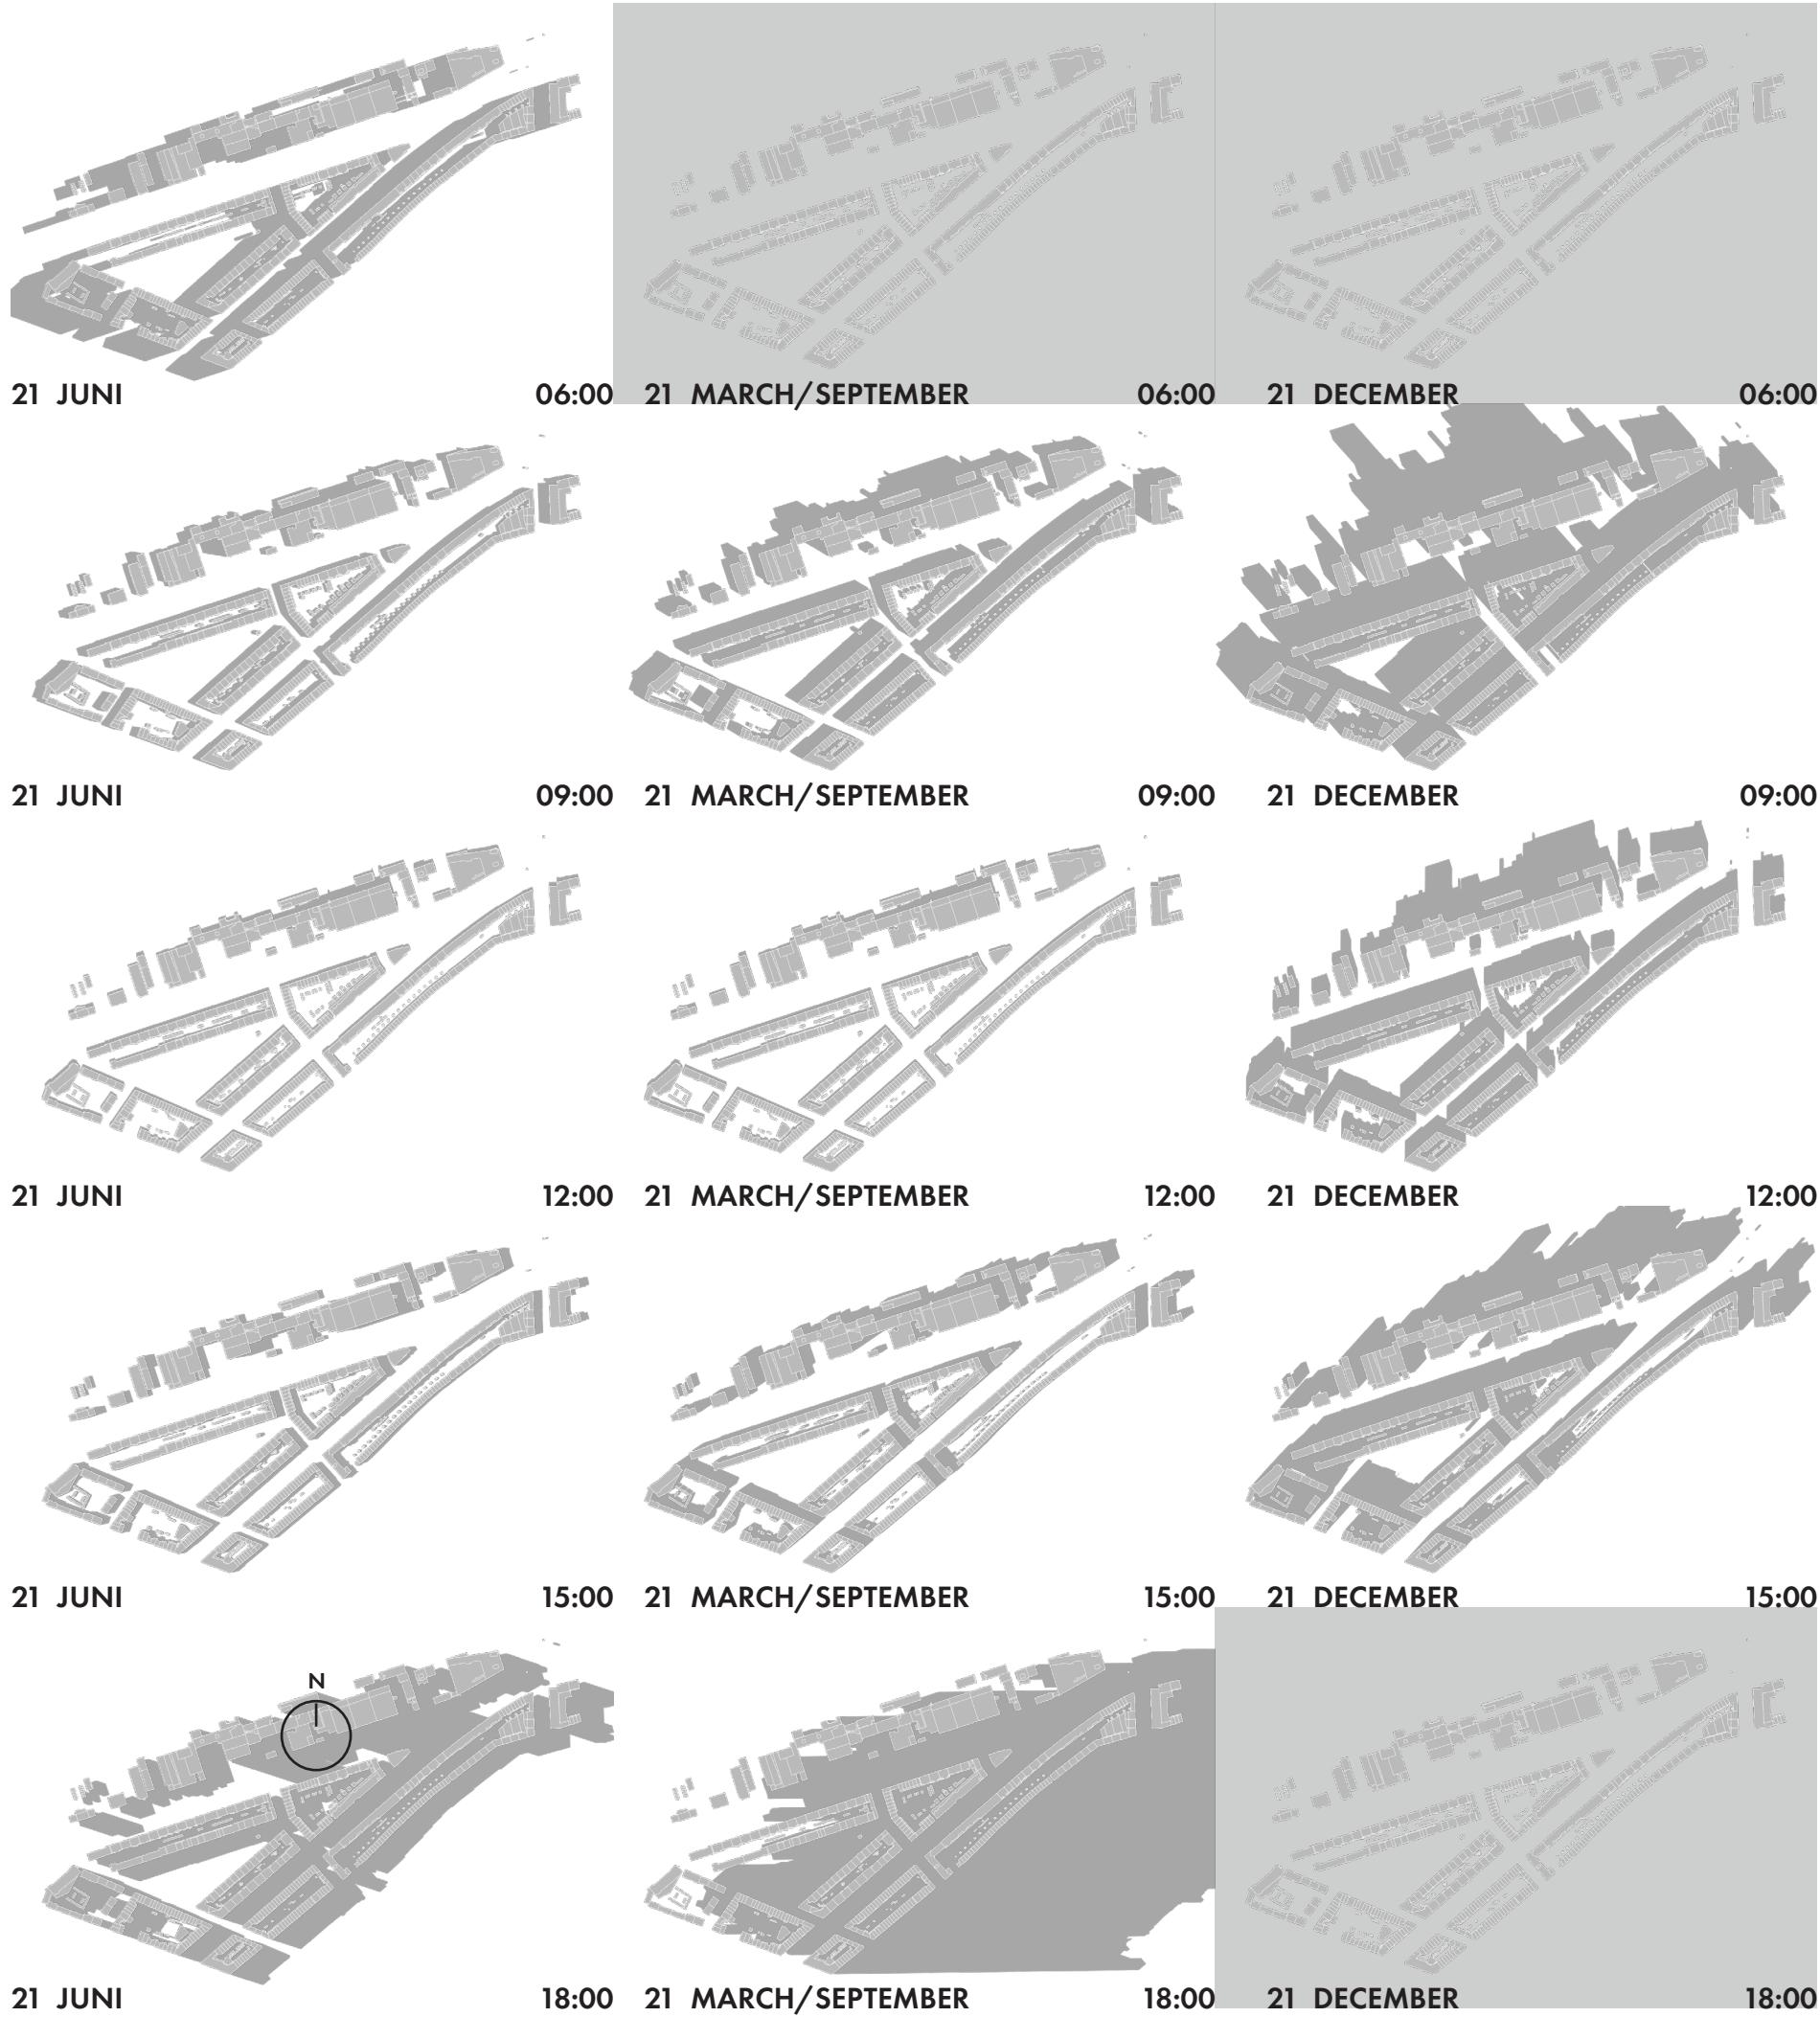 21 JUNI 06:00 21 MARCH/SEPTEMBER 06:00 21 DECEMBER 06:00
21 JUNI 09:00 21 MARCH/SEPTEMBER 09:00 21 DECEMBER 09:00
21 JUNI 12:00 21 MARCH/SEPTEMBER 12:00 21 DECEMBER 12:00
21 JUNI 15:00 21 MARCH/SEPTEMBER 15:00 21 DECEMBER 15:00
N
21 JUNI 18:00 21 MARCH/SEPTEMBER 18:00 21 DECEMBER 18:00